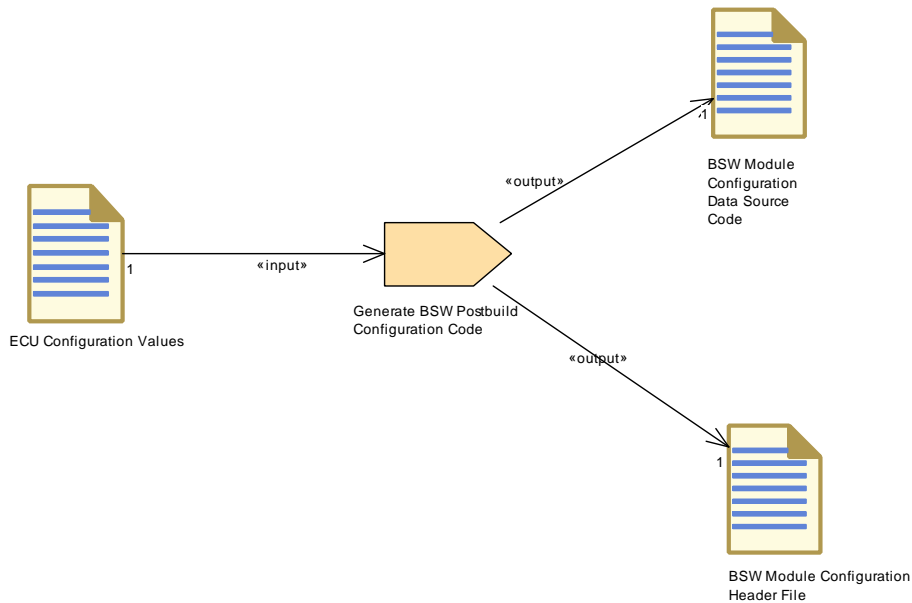 1
«output»
BSW Module
Configuration
Data Source
Code
1
«input»
ECU Configuration Values
Generate BSW Postbuild
Configuration Code
«output»
1
BSW Module Configuration
Header File